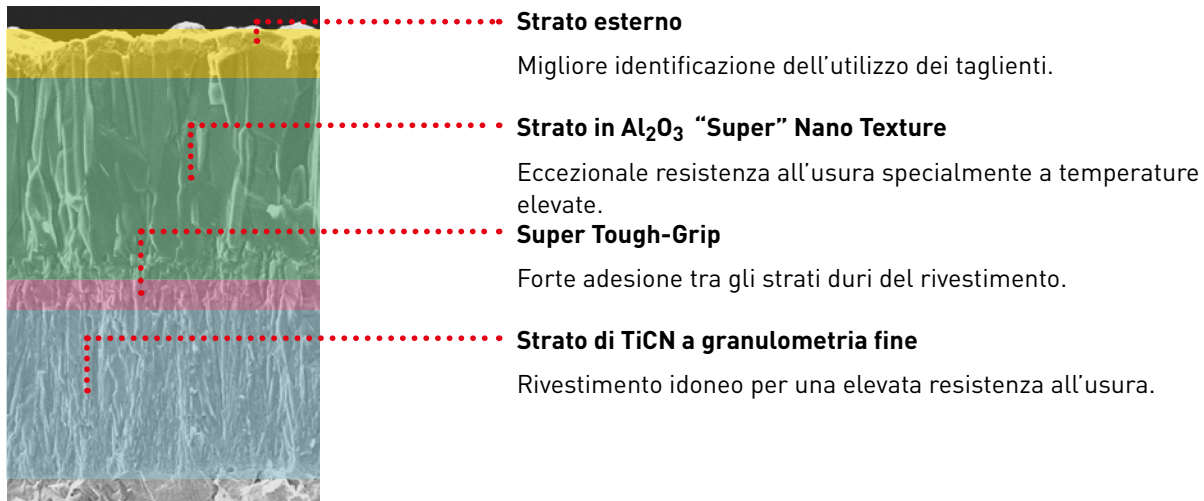 Strato esterno
Migliore identificazione dell’utilizzo dei taglienti.
Strato in Al₂O₃ “Super” Nano Texture
Eccezionale resistenza all’usura specialmente a temperature
elevate.
Super Tough-Grip
Forte adesione tra gli strati duri del rivestimento.
Strato di TiCN a granulometria fine
Rivestimento idoneo per una elevata resistenza all’usura.